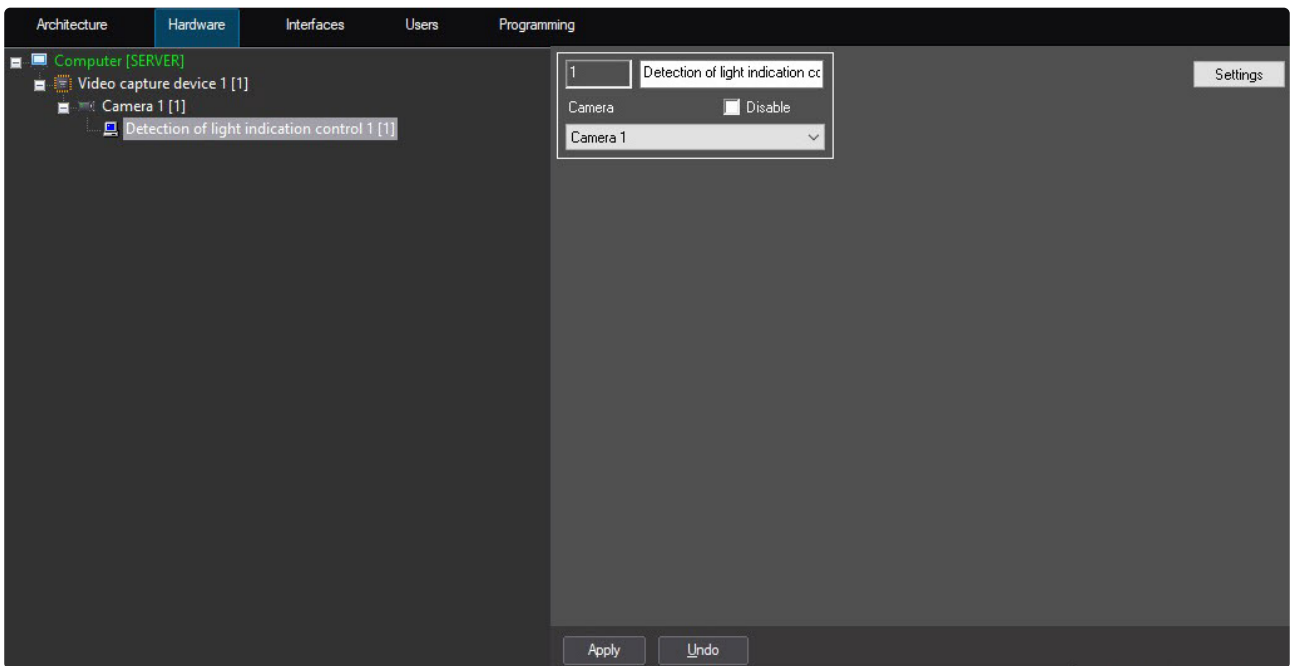 Architecture Hardware Interfaces Users Programming
Computer [SERVER]
Video capture device 1 [1]
Camera 1 [1]
Detection of light indication control 1 [1]
1 Detection of light indication cc
Settings
Camera Disable
Camera 1
Apply Undo